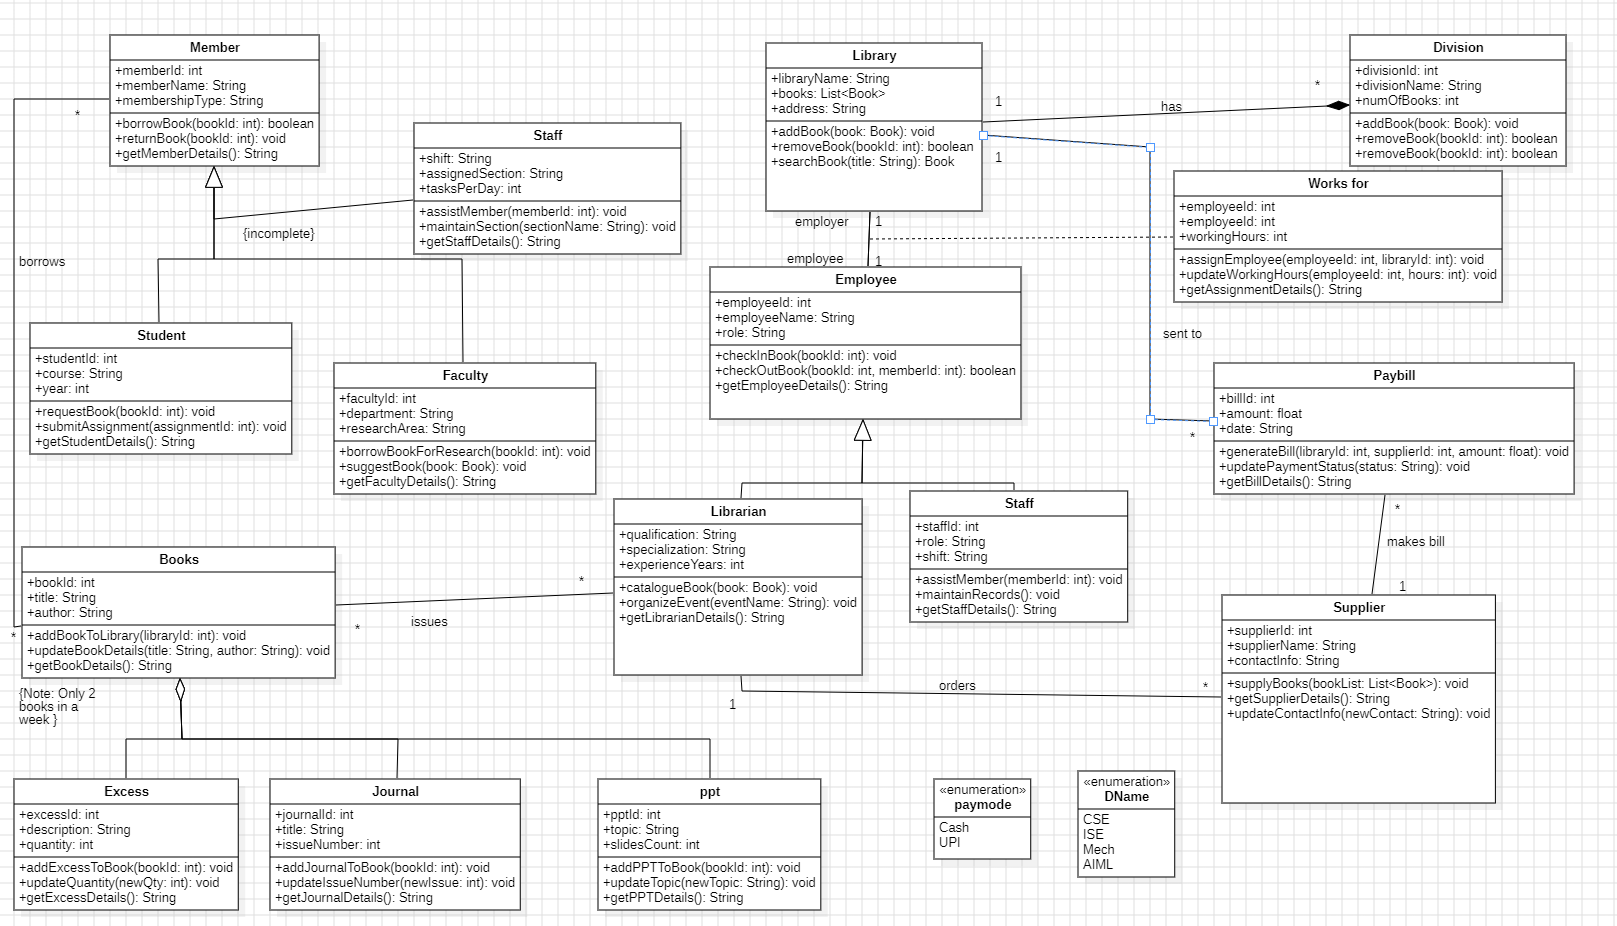 Member
+memberId: int
+memberName: String
+membershipType: String
+borrowBook(bookId: int): boolean
+returnBook(bookId: int): void
+getMemberDetails(): String
*
Staff
+shift: String
+assignedSection: String
+tasksPerDay: int
+assistMember(memberId: int): void
+maintainSection(sectionName: String): void
+getStaffDetails(): String
{incomplete}
borrows
Library
+libraryName: String
+books: List<Book>
+address: String
+addBook(book: Book): void
+removeBook(bookId: int): boolean
+searchBook(title: String): Book
1
has
*
1
Division
+divisionId: int
+divisionName: String
+numOfBooks: int
+addBook(book: Book): void
+removeBook(bookId: int): boolean
+removeBook(bookId: int): boolean
Works for
+employeeId: int
+employeeId: int
+workingHours: int
+assignEmployee(employeeId: int, libraryId: int): void
+updateWorkingHours(employeeId: int, hours: int): void
+getAssignmentDetails(): String
employer
1
employee
1
Employee
+employeeId: int
+employeeName: String
+role: String
+checkInBook(bookId: int): void
+checkOutBook(bookId: int, memberId: int): boolean
+getEmployeeDetails(): String
sent to
*
Student
+studentId: int
+course: String
+year: int
+requestBook(bookId: int): void
+submitAssignment(assignmentId: int): void
+getStudentDetails(): String
Faculty
+facultyId: int
+department: String
+researchArea: String
+borrowBookForResearch(bookId: int): void
+suggestBook(book: Book): void
+getFacultyDetails(): String
Paybill
+billId: int
+amount: float
+date: String
+generateBill(libraryId: int, supplierId: int, amount: float): void
+updatePaymentStatus(status: String): void
+getBillDetails(): String
*
makes bill
1
Librarian
+qualification: String
+specialization: String
+experienceYears: int
+catalogueBook(book: Book): void
+organizeEvent(eventName: String): void
+getLibrarianDetails(): String
Staff
+staffId: int
+role: String
+shift: String
+assistMember(memberId: int): void
+maintainRecords(): void
+getStaffDetails(): String
Books
+bookId: int
+title: String
+author: String
+addBookToLibrary(libraryId: int): void
+updateBookDetails(title: String, author: String): void
+getBookDetails(): String
*
*
issues
*
{Note: Only 2
books in a
week }
Supplier
+supplierId: int
+supplierName: String
+contactInfo: String
+supplyBooks(bookList: List<Book>): void
+getSupplierDetails(): String
+updateContactInfo(newContact: String): void
1
orders
*
Excess
+excessId: int
+description: String
+quantity: int
+addExcessToBook(bookId: int): void
+updateQuantity(newQty: int): void
+getExcessDetails(): String
Journal
+journalId: int
+title: String
+issueNumber: int
+addJournalToBook(bookId: int): void
+updateIssueNumber(newIssue: int): void
+getJournalDetails(): String
ppt
+pptId: int
+topic: String
+slidesCount: int
+addPPTToBook(bookId: int): void
+updateTopic(newTopic: String): void
+getPPTDetails(): String
«enumeration»
paymode
Cash
UPI
«enumeration»
DName
CSE
ISE
Mech
AIML